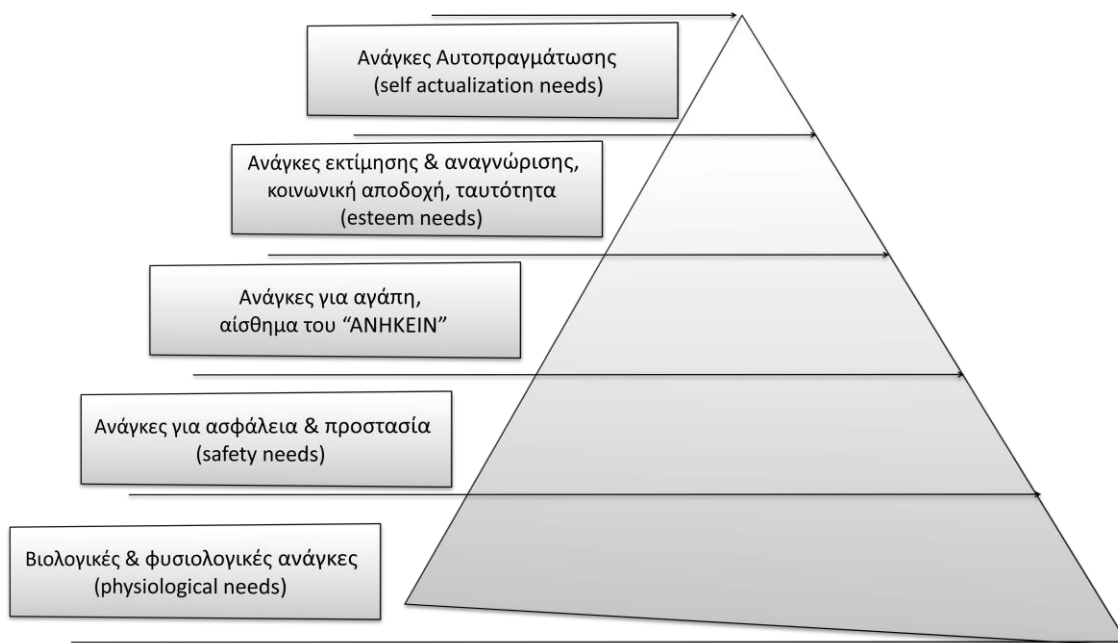 Ανάγκες Αυτοπραγμάτωσης
(self actualization needs)
Ανάγκες εκτίμησης & αναγνώρισης,
κοινωνική αποδοχή, ταυτότητα
(esteem needs)
Ανάγκες για αγάπη,
αίσθημα του “ΑΝΗΚΕΙΝ”
Ανάγκες για ασφάλεια & προστασία
(safety needs)
Βιολογικές & φυσιολογικές ανάγκες
(physiological needs)